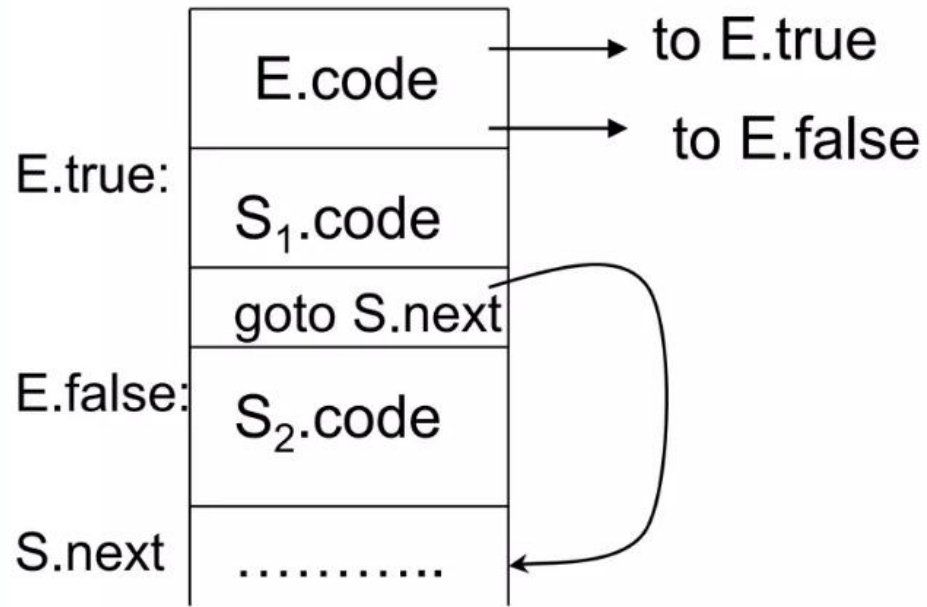 E.code
to E.true
to E.false
E.true:
S₁.code
goto S.next
E.false:
S₂.code
S.next
...........